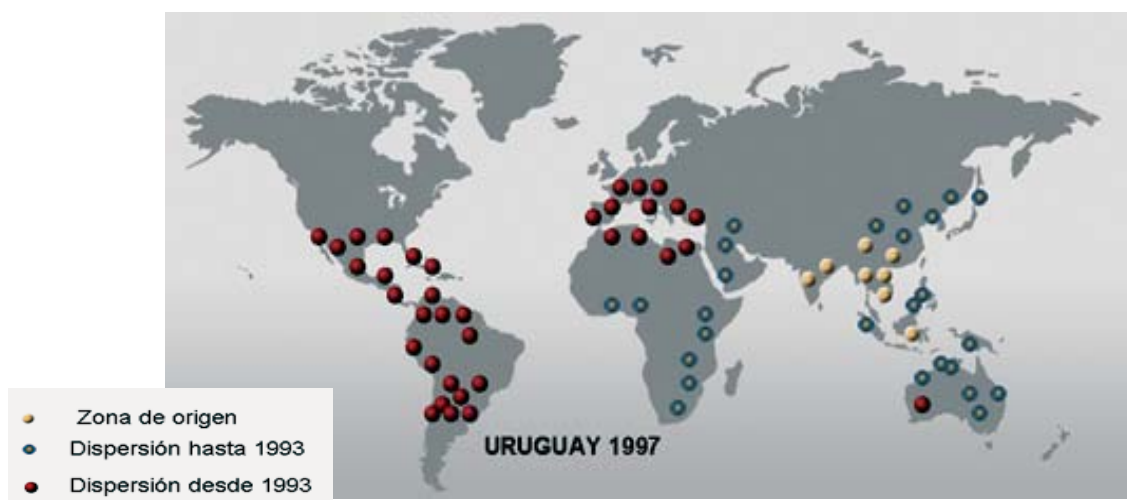 URUGUAY 1997
Zona de origen
Dispersión hasta 1993
Dispersión desde 1993